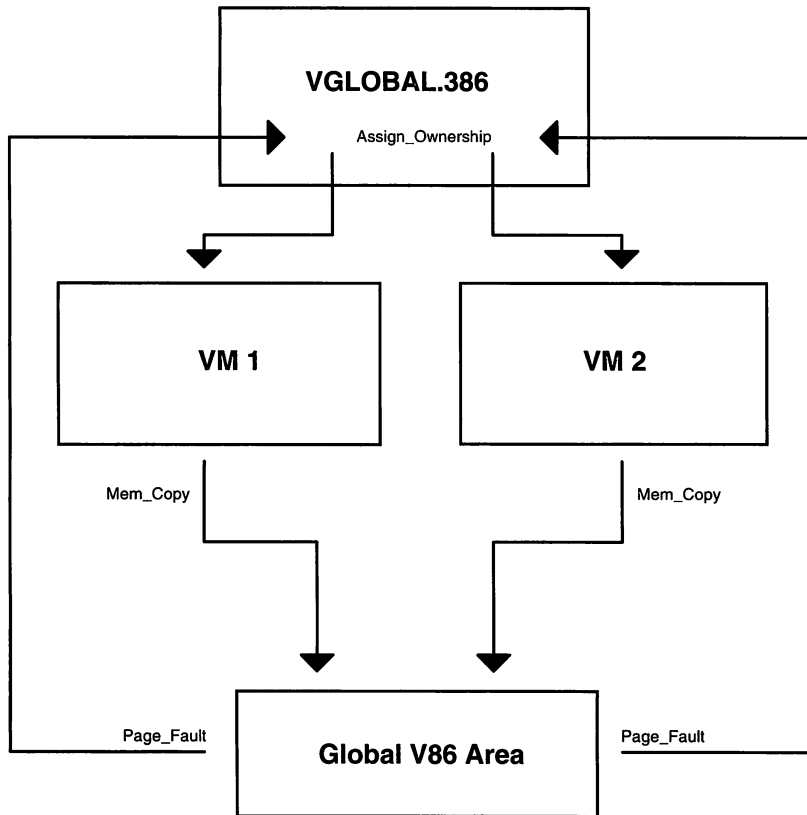 VGLOBAL.386
Assign_Ownership
VM 1
VM 2
Mem_Copy
Mem_Copy
Page_Fault
Global V86 Area
Page_Fault